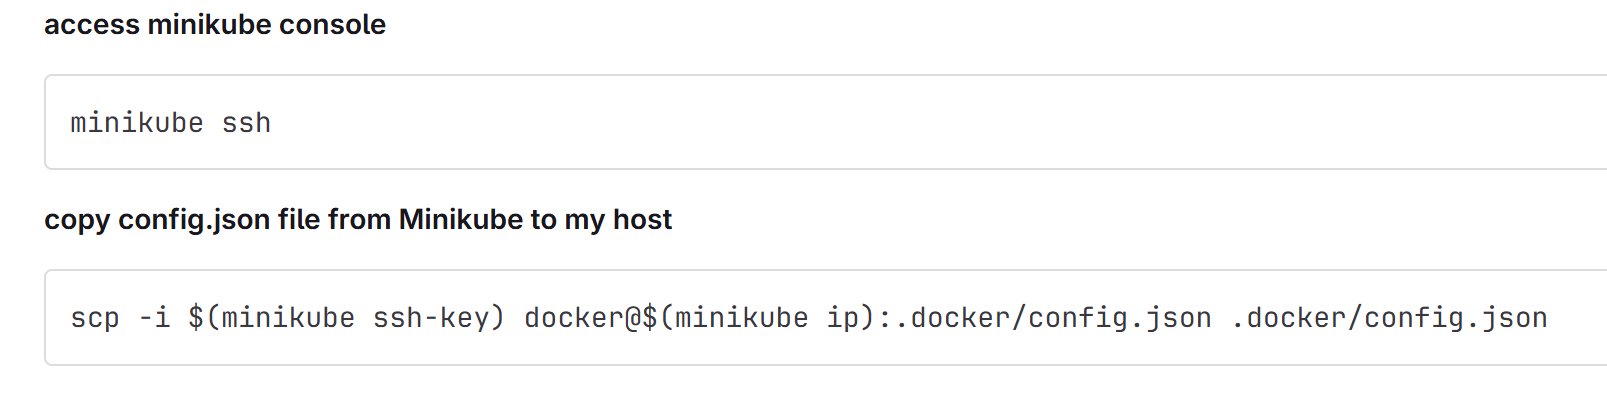 access minikube console
minikube ssh
copy config.json file from Minikube to my host
scp -i $(minikube ssh-key) docker@$(minikube ip):.docker/config.json .docker/config.json